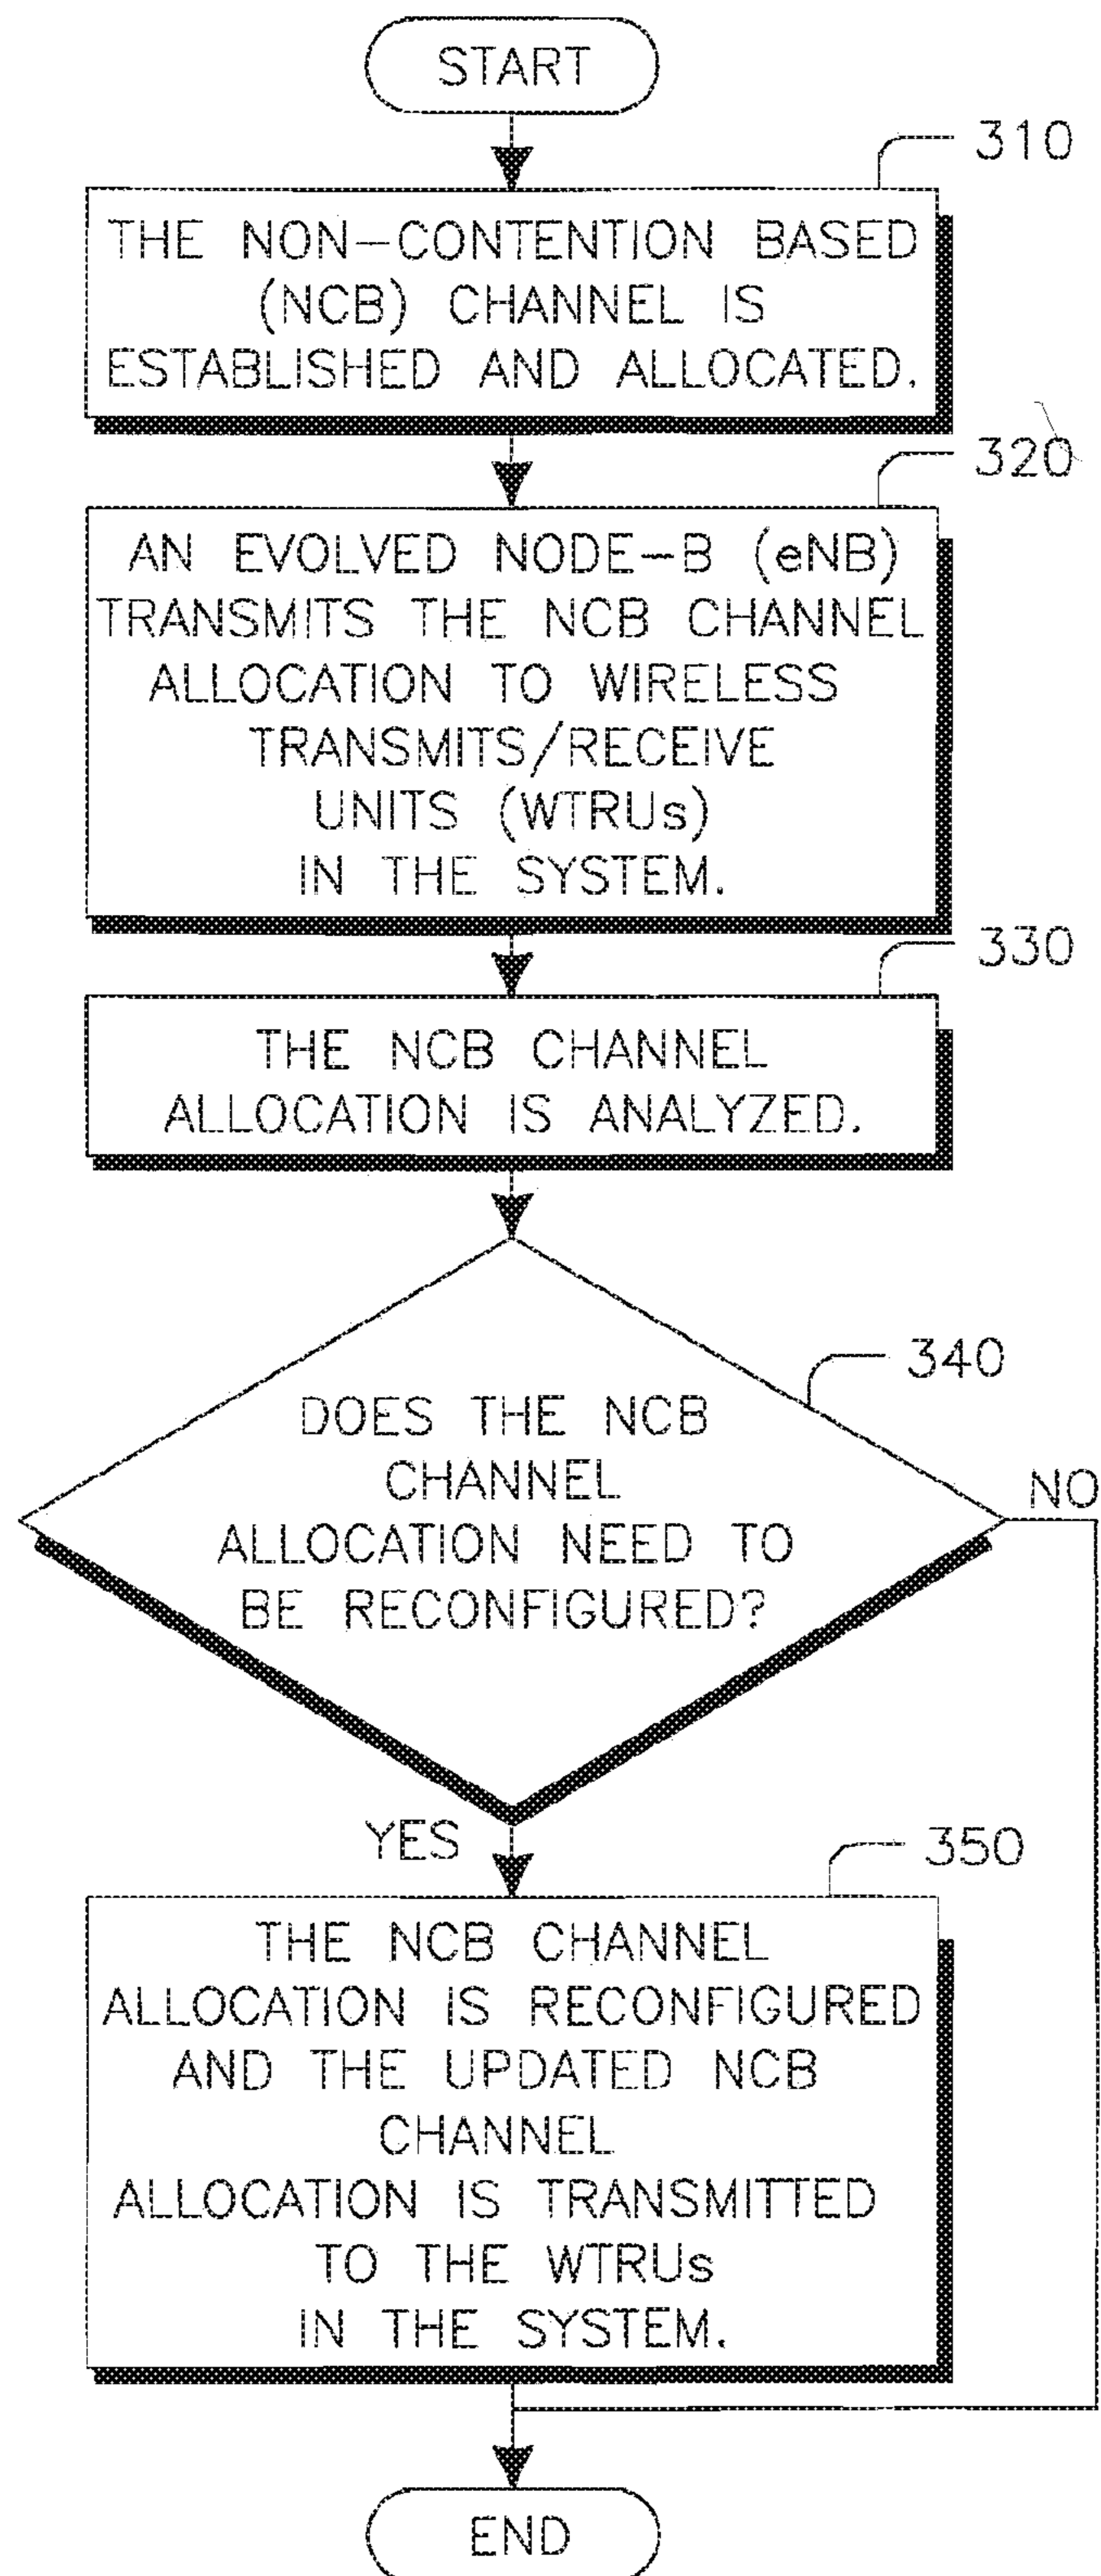 START
310
THE NON-CONTENTION BASED
(NCB) CHANNEL IS
ESTABLISHED AND ALLOCATED.
320
AN EVOLVED NODE-B (eNB)
TRANSMITS THE NCB CHANNEL
ALLOCATION TO WIRELESS
TRANSMITS/RECEIVE
UNITS (WTRUs)
IN THE SYSTEM.
330
THE NCB CHANNEL
ALLOCATION IS ANALYZED.
340
DOES THE NCB
CHANNEL
ALLOCATION NEED TO
BE RECONFIGURED?
NO
YES
350
THE NCB CHANNEL
ALLOCATION IS RECONFIGURED
AND THE UPDATED NCB
CHANNEL
ALLOCATION IS TRANSMITTED
TO THE WTRUs
IN THE SYSTEM.
END